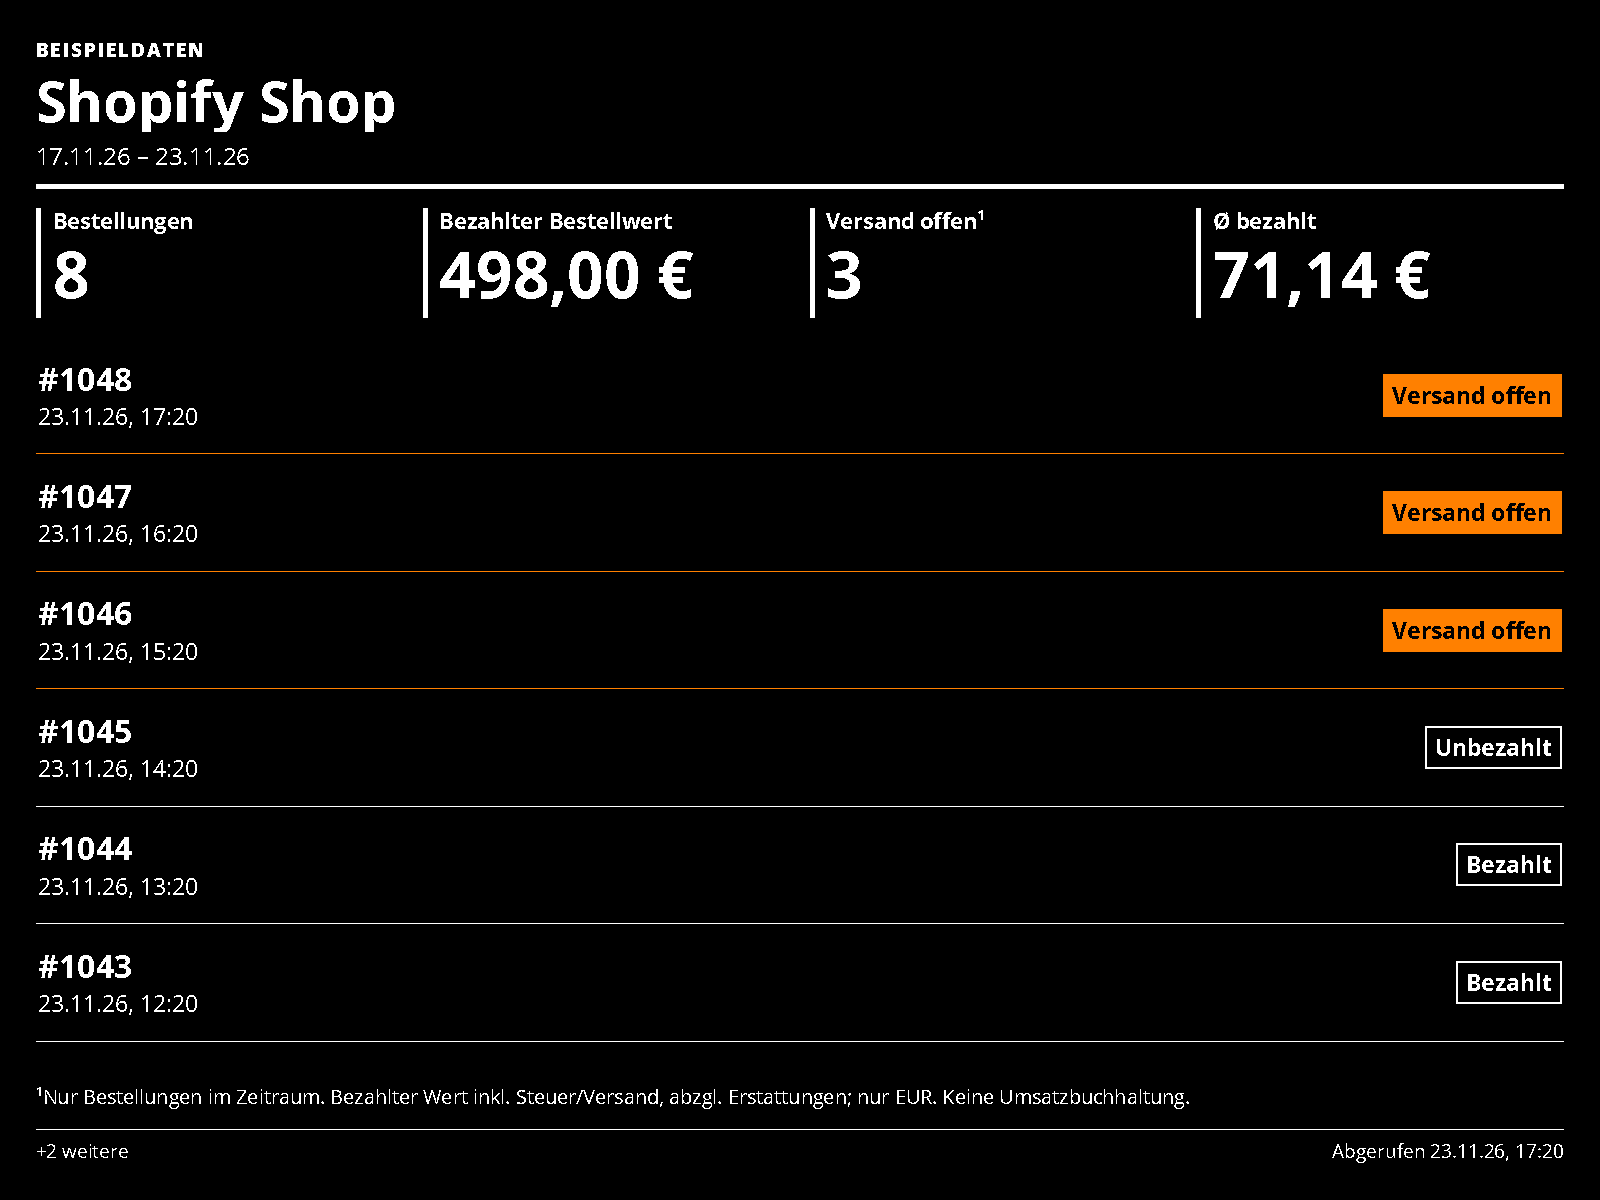 BEISPIELDATEN
Shopify Shop
17.11.26 – 23.11.26
Bestellungen
8
Bezahlter Bestellwert
498,00 €
Versand offen¹
3
Ø bezahlt
71,14 €
#1048
23.11.26, 17:20
Versand offen
#1047
23.11.26, 16:20
Versand offen
#1046
23.11.26, 15:20
Versand offen
#1045
23.11.26, 14:20
Unbezahlt
#1044
23.11.26, 13:20
Bezahlt
#1043
23.11.26, 12:20
Bezahlt
¹Nur Bestellungen im Zeitraum. Bezahlter Wert inkl. Steuer/Versand, abzgl. Erstattungen; nur EUR. Keine Umsatzbuchhaltung.
+2 weitere
Abgerufen 23.11.26, 17:20